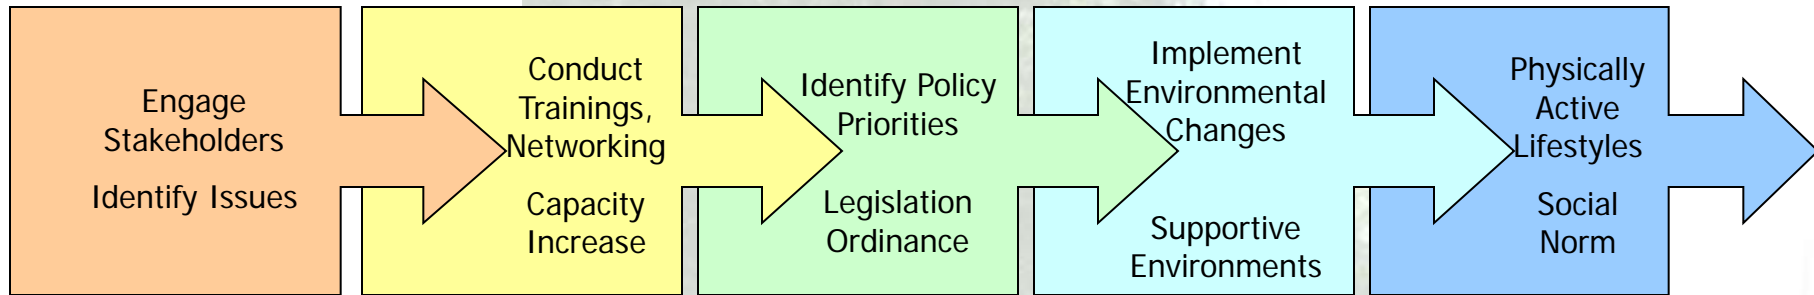 Engage
Stakeholders
Identify Issues
Conduct
Trainings,
Networking
Capacity
Increase
Identify Policy
Priorities
Legislation
Ordinance
Implement
Environmental
Changes
Supportive
Environments
Physically
Active
Lifestyles
Social
Norm